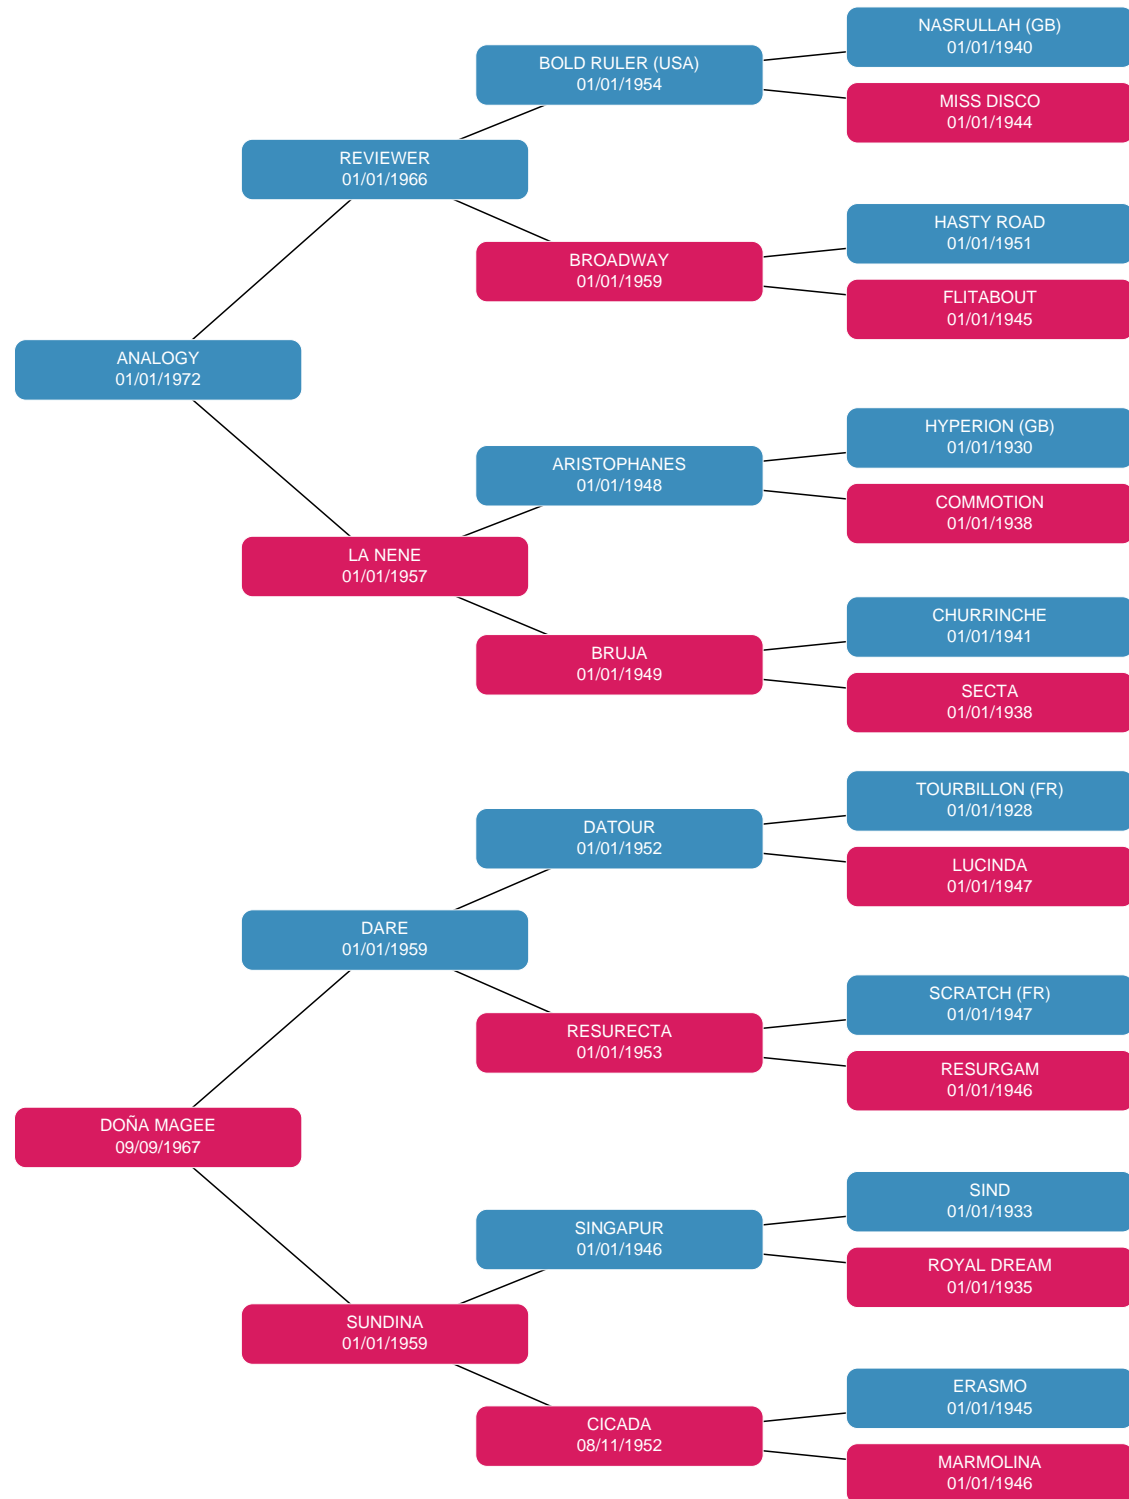 NASRULLAH (GB)
01/01/1940
BOLD RULER (USA)
01/01/1954
MISS DISCO
01/01/1944
REVIEWER
01/01/1966
HASTY ROAD
01/01/1951
BROADWAY
01/01/1959
FLITABOUT
01/01/1945
ANALOGY
01/01/1972
HYPERION (GB)
01/01/1930
ARISTOPHANES
01/01/1948
COMMOTION
01/01/1938
LA NENE
01/01/1957
CHURRINCHE
01/01/1941
BRUJA
01/01/1949
SECTA
01/01/1938
TOURBILLON (FR)
01/01/1928
DATOUR
01/01/1952
LUCINDA
01/01/1947
DARE
01/01/1959
SCRATCH (FR)
01/01/1947
RESURECTA
01/01/1953
RESURGAM
01/01/1946
DOÑA MAGEE
09/09/1967
SIND
01/01/1933
SINGAPUR
01/01/1946
ROYAL DREAM
01/01/1935
SUNDINA
01/01/1959
ERASMO
01/01/1945
CICADA
08/11/1952
MARMOLINA
01/01/1946